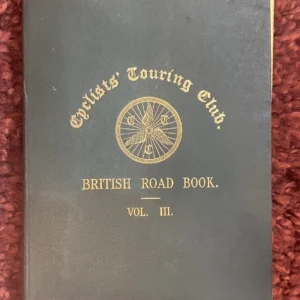 Cyclists' Touring Club.
C T C
BRITISH ROAD BOOK.
VOL. III.